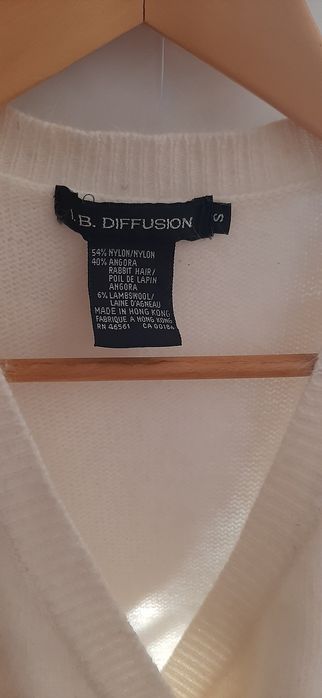 I.B. DIFFUSION
S
54% NYLON/NYLON
40% ANGORA
RABBIT HAIR/
POIL DE LAPIN
ANGORA
6% LAMBSWOOL/
LAINE D'AGNEAU
MADE IN HONG KONG
FABRIQUE A HONG KONG
RN 46561 CA 00184